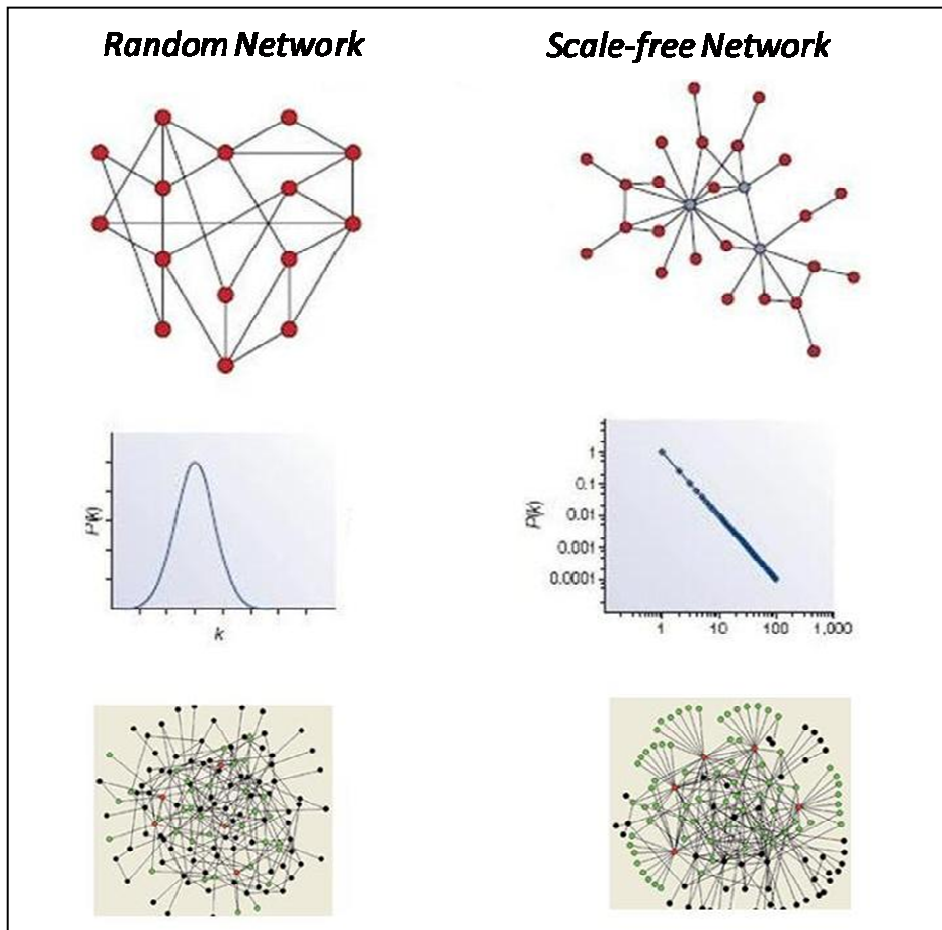 Random Network
Scale-free Network
P(k)
k
P(k)
1
0.1
0.01
0.001
0.0001
1 10 100 1,000